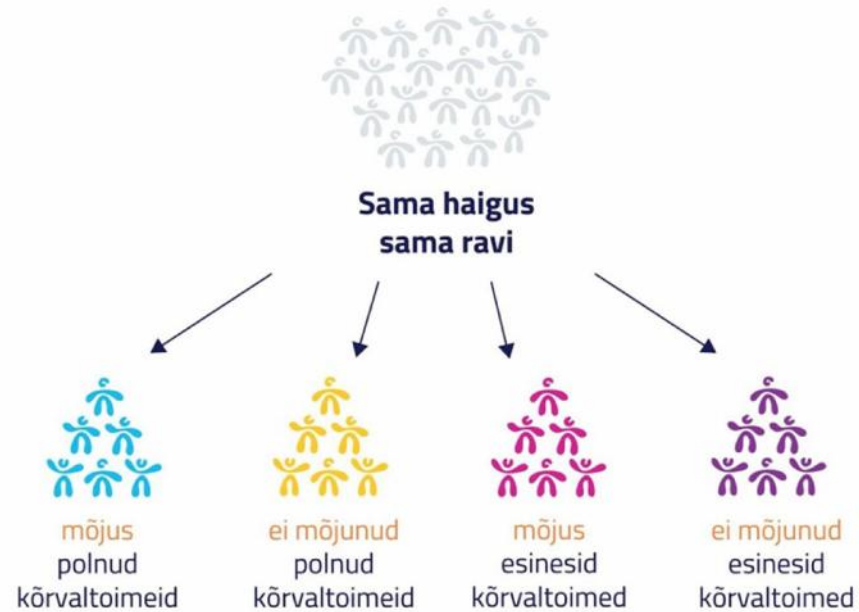 Sama haigus
sama ravi
mõjus
polnud
kõrvaltoimeid
ei mõjunud
polnud
kõrvaltoimeid
mõjus
esinesid
kõrvaltoimed
ei mõjunud
esinesid
kõrvaltoimed